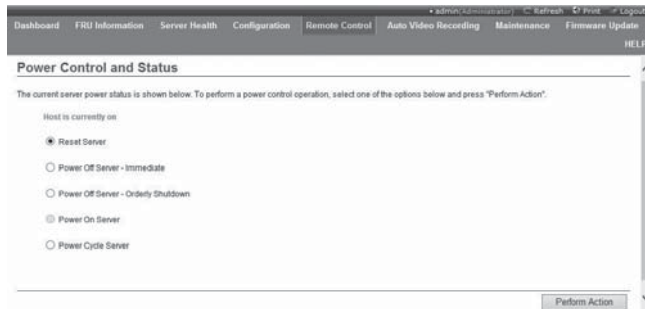 • admin(Administrator) Refresh Print Logout
Dashboard FRU Information Server Health Configuration Remote Control Auto Video Recording Maintenance Firmware Update
HELP
Power Control and Status
The current server power status is shown below. To perform a power control operation, select one of the options below and press "Perform Action".
Host is currently on
Reset Server
Power Off Server - Immediate
Power Off Server - Orderly Shutdown
Power On Server
Power Cycle Server
Perform Action